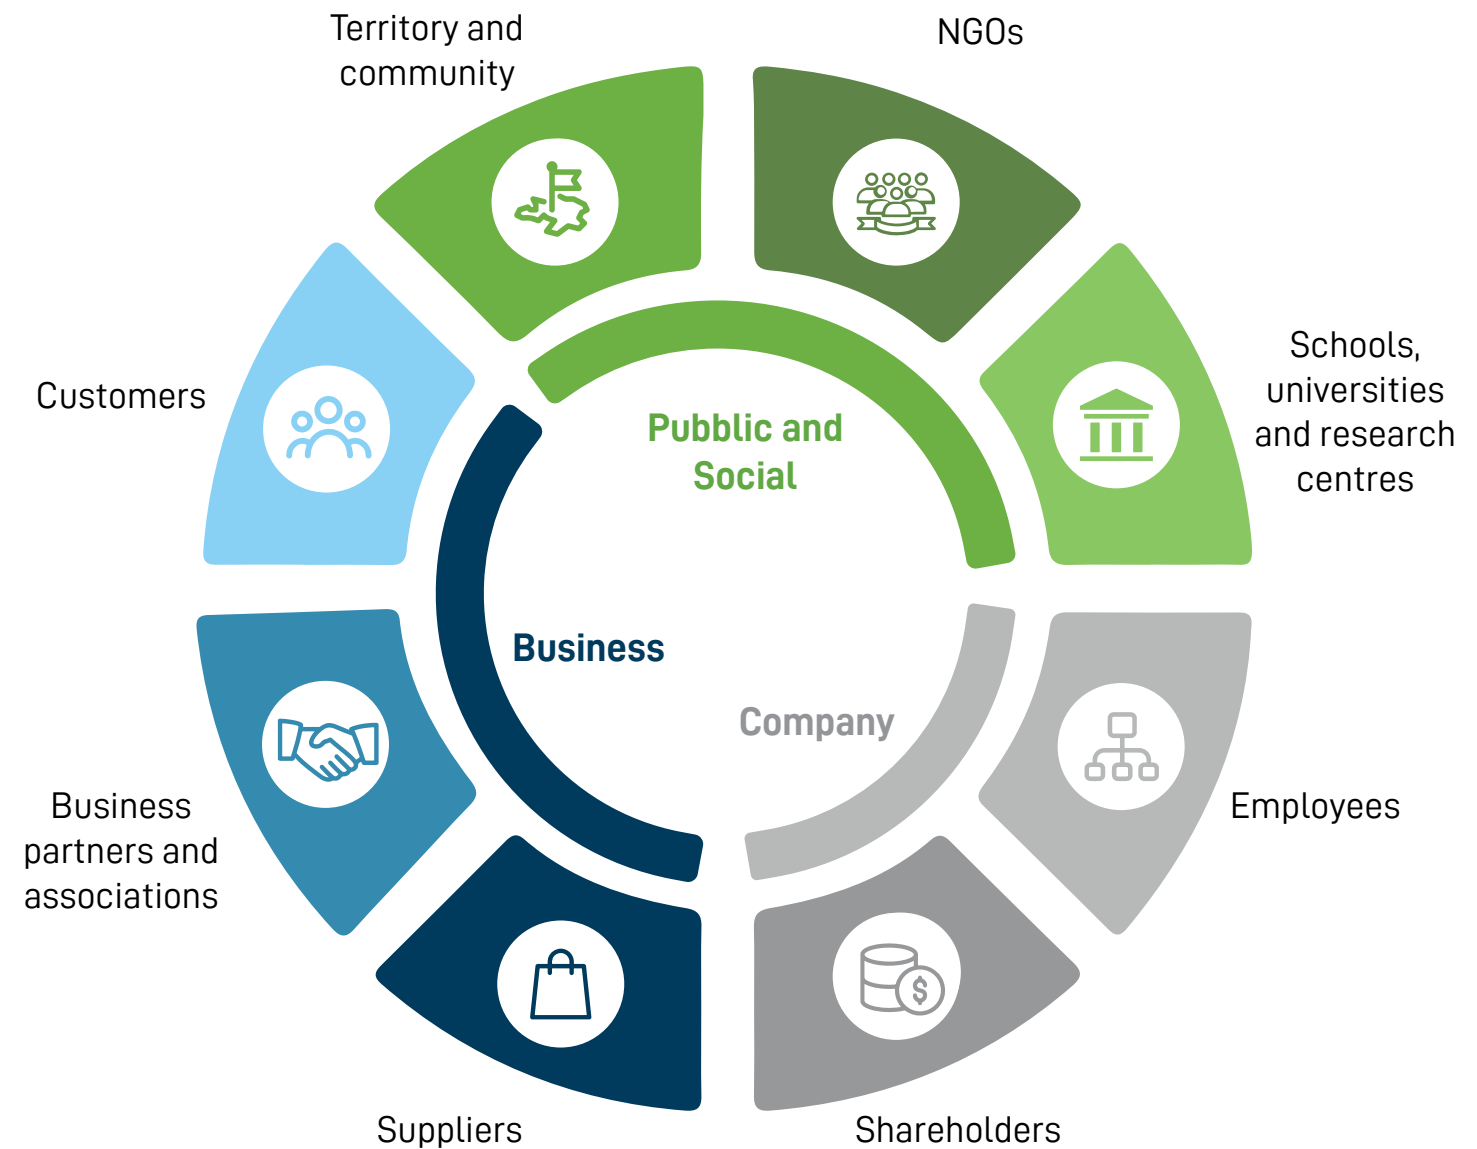 Territory and
community
NGOs
Schools,
universities
and research
centres
Customers
Pubblic and
Social
Business
Company
Business
partners and
associations
Employees
Suppliers
Shareholders
$